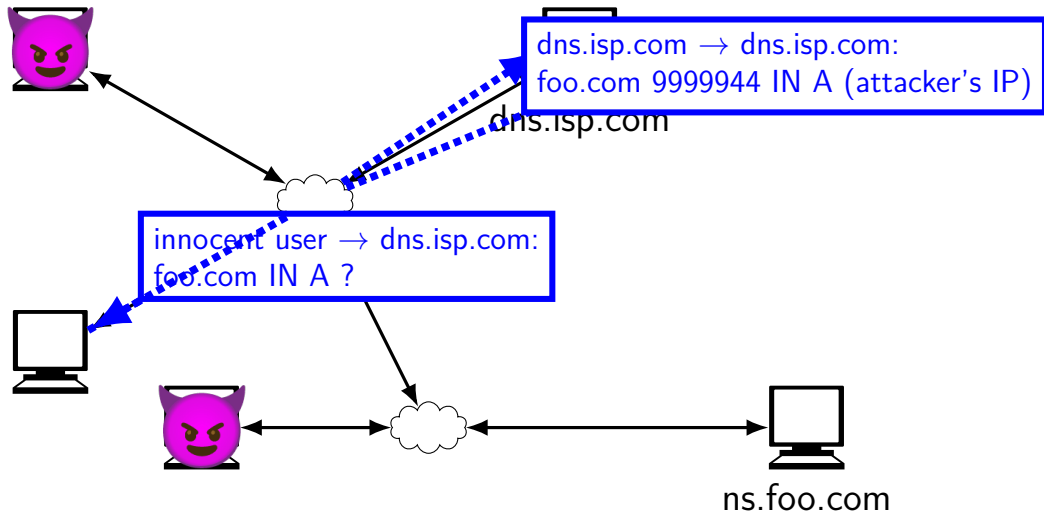 dns.isp.com → dns.isp.com:
foo.com 9999944 IN A (attacker's IP)
dns.isp.com
innocent user → dns.isp.com:
foo.com IN A ?
ns.foo.com